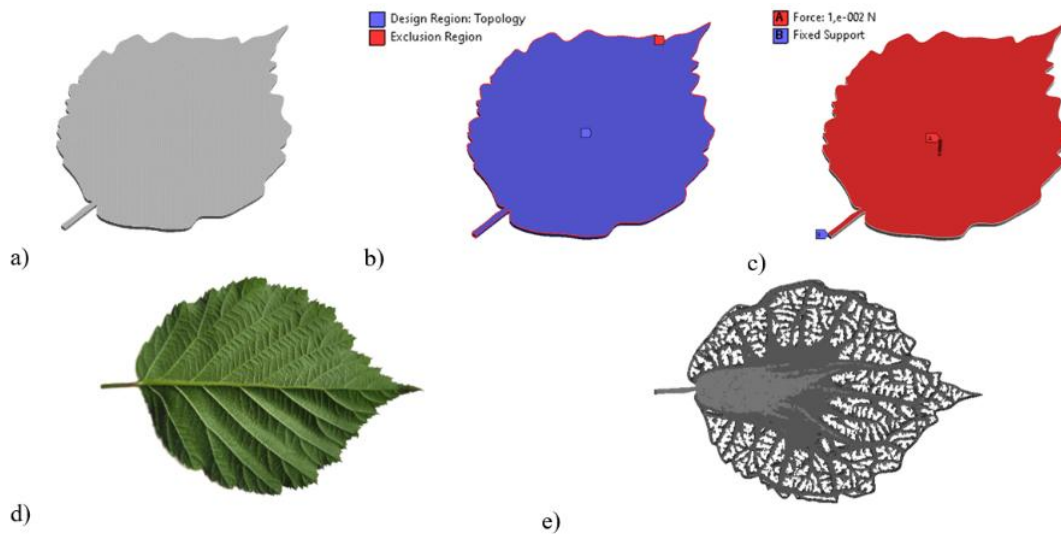 Design Region: Topology
Exclusion Region
A Force: 1,e-002 N
B Fixed Support
a)
b)
c)
d)
e)